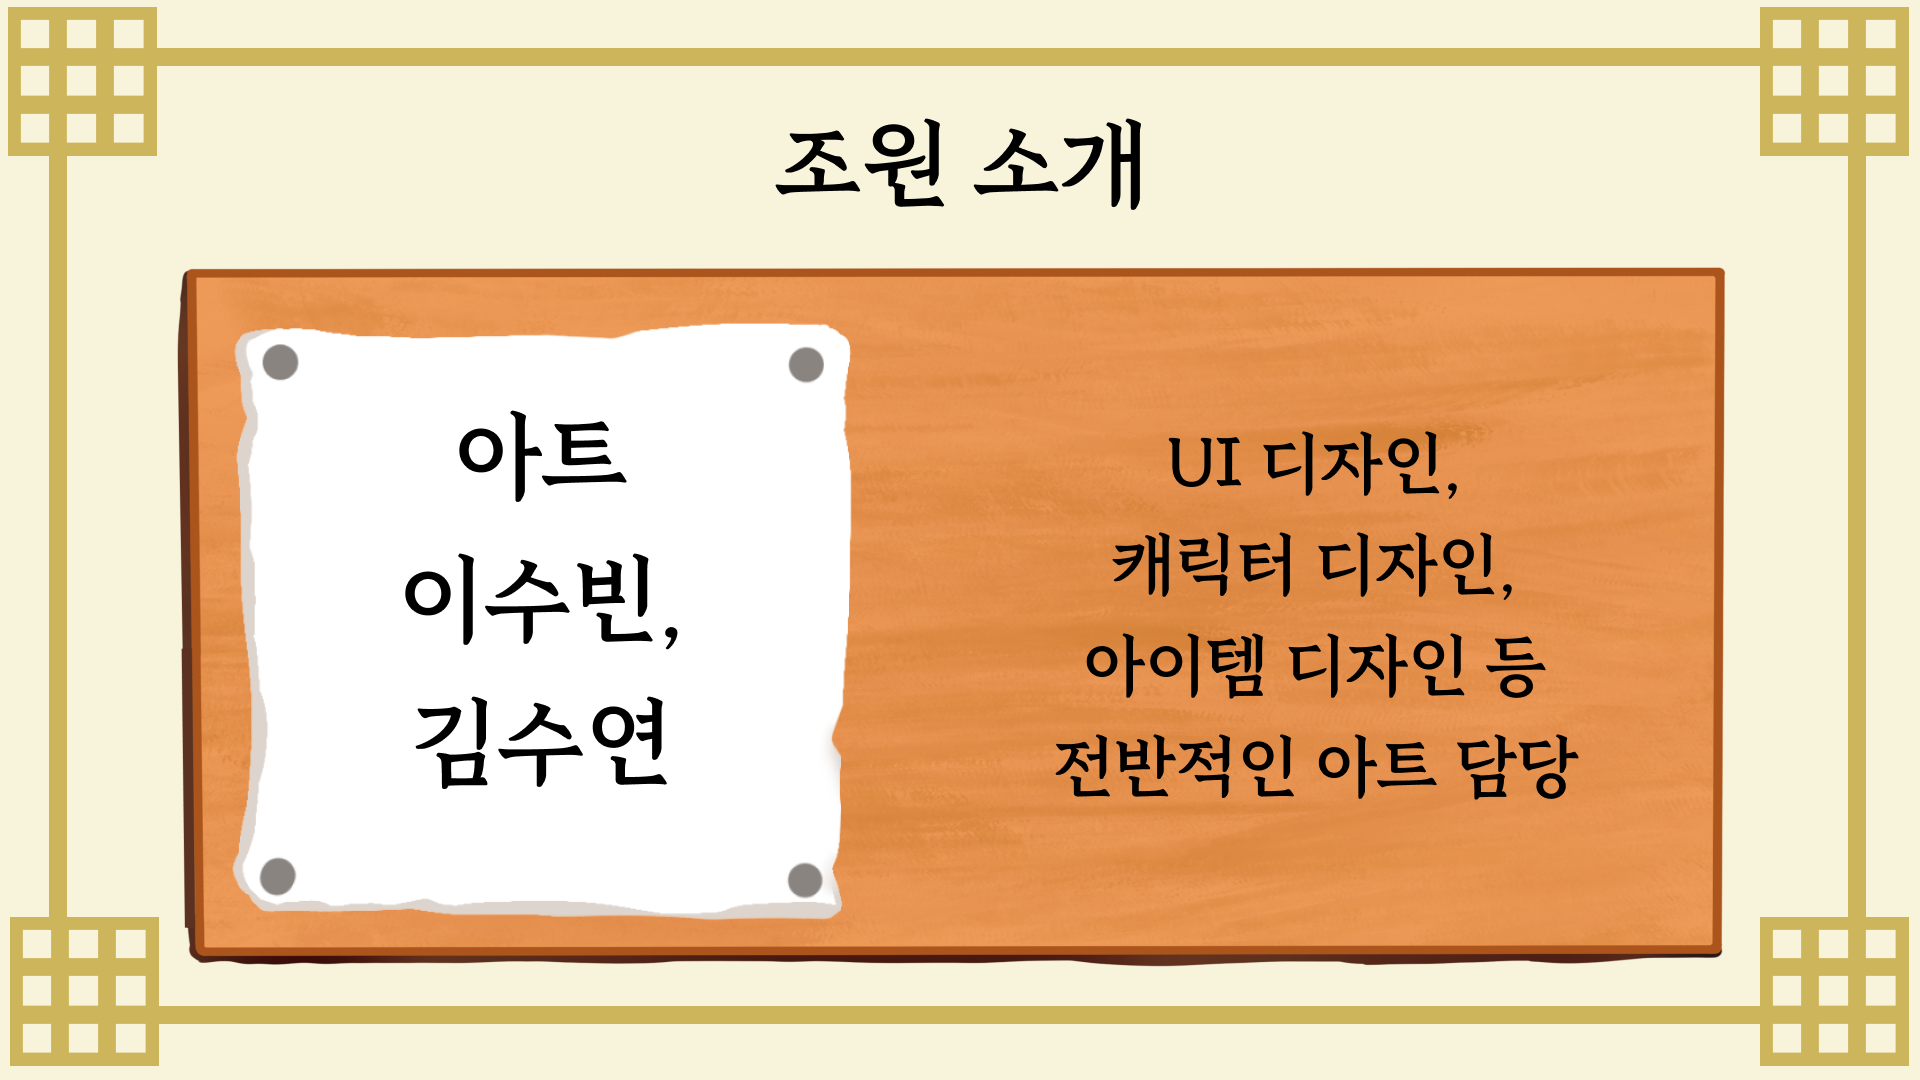 조원 소개
아트
이수빈,
김수연
UI 디자인,
캐릭터 디자인,
아이템 디자인 등
전반적인 아트 담당